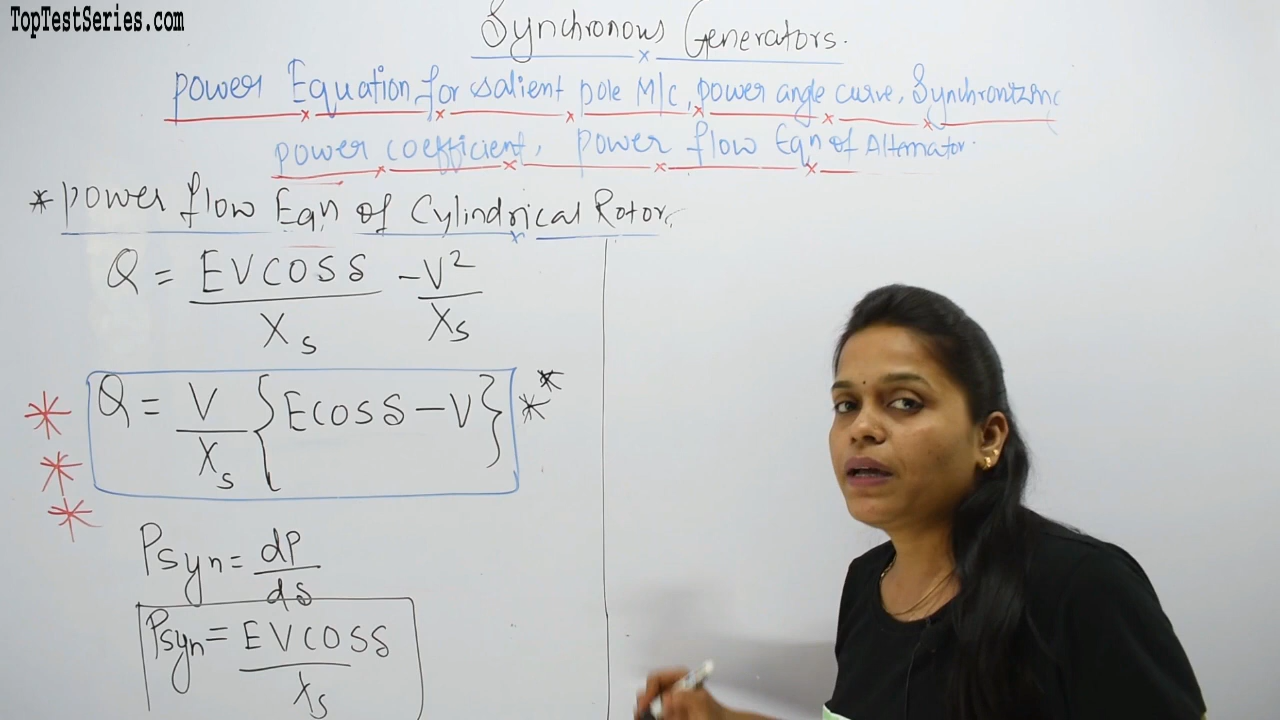 TopTestSeries.com
Synchronous Generators.
Power Equation for salient pole M/C, power angle curve, Synchronizing
power coefficient, power flow Eqn of Alternator.
* Power flow Eqn of Cylindrical Rotor,
Q = EVCOSδ/Xs - V²/Xs
Q = V/Xs {ECOSδ - V} **
***
Psyn = dP/dδ
Psyn = EVCOSδ/Xs